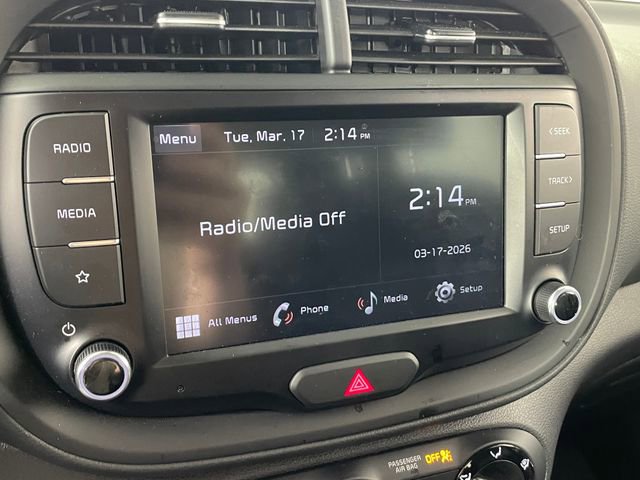 RADIO
MEDIA
Menu Tue, Mar. 17 2:14 PM
Radio/Media Off
2:14 PM
03-17-2026
All Menus Phone Media Setup
< SEEK
TRACK >
SETUP
PASSENGER
AIR BAG OFF